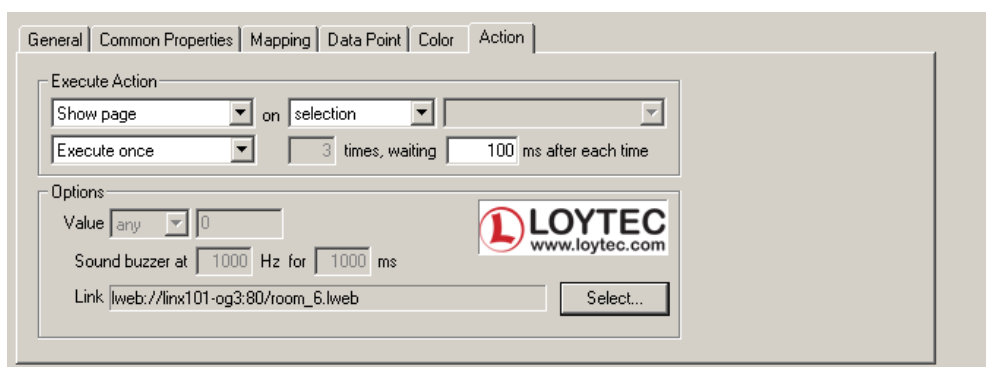 General Common Properties Mapping Data Point Color Action
Execute Action
Show page on selection
Execute once 3 times, waiting 100 ms after each time
Options
Value any 0
LOYTEC
www.loytec.com
Sound buzzer at 1000 Hz for 1000 ms
Link lweb://linx101-og3:80/room_6.lweb Select...